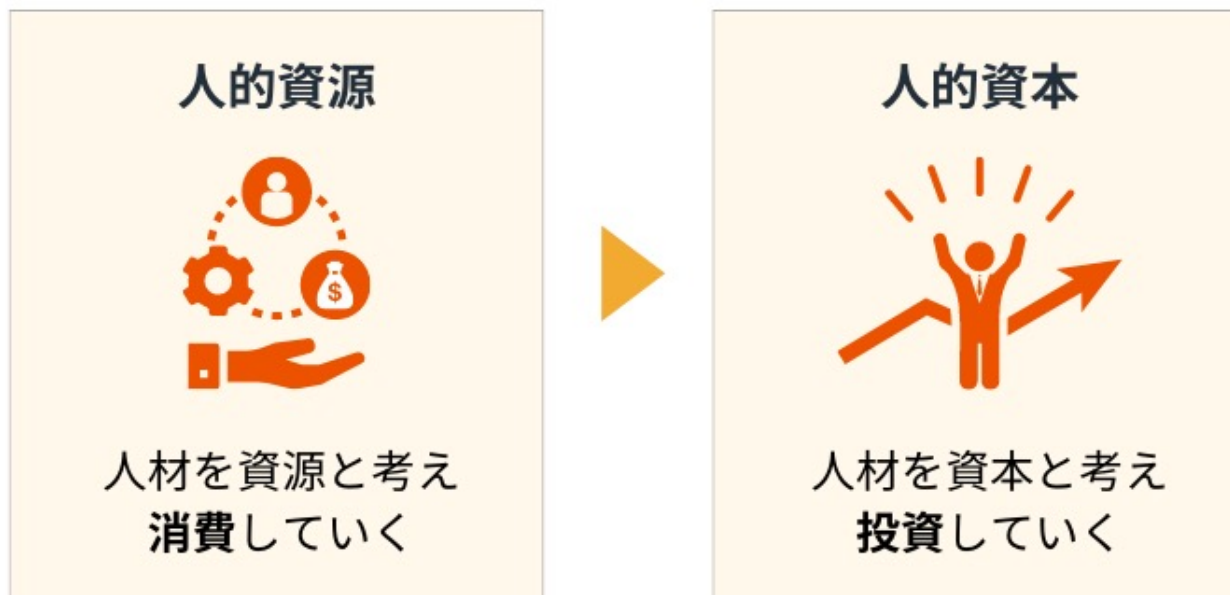 人的資源
$
人材を資源と考え
消費していく
人的資本
人材を資本と考え
投資していく